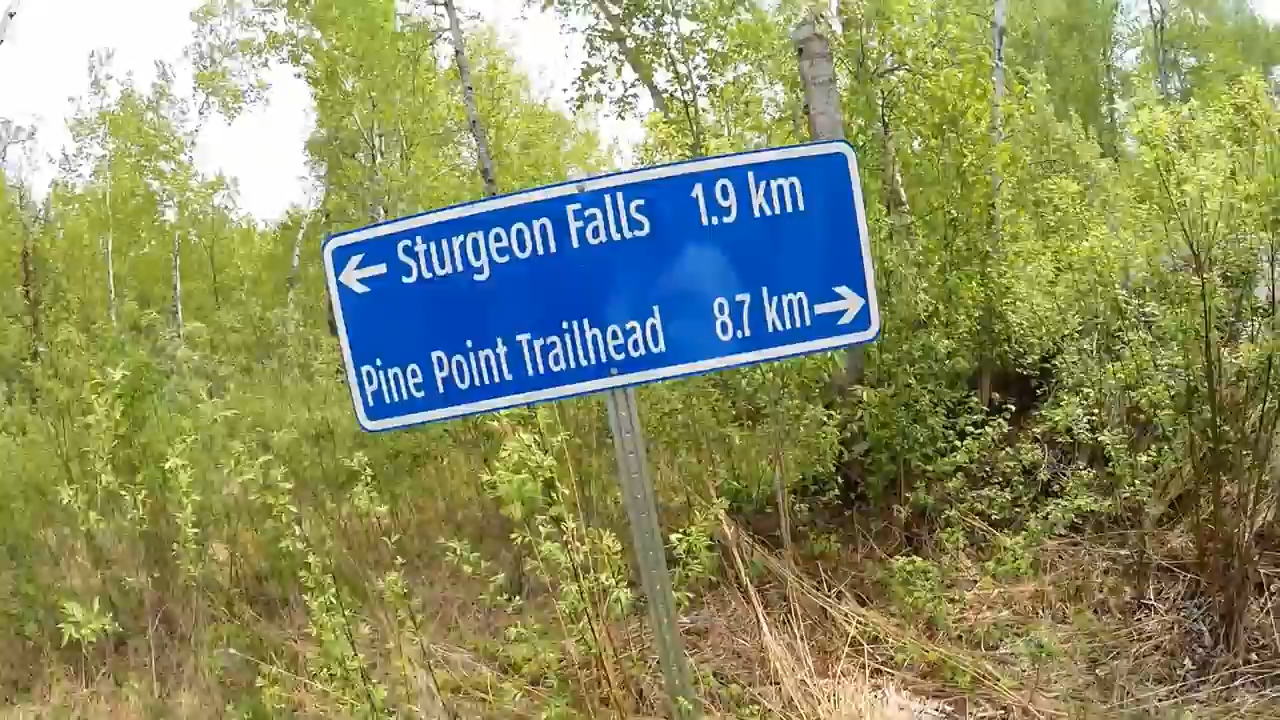 ← Sturgeon Falls 1.9 km
Pine Point Trailhead 8.7 km →